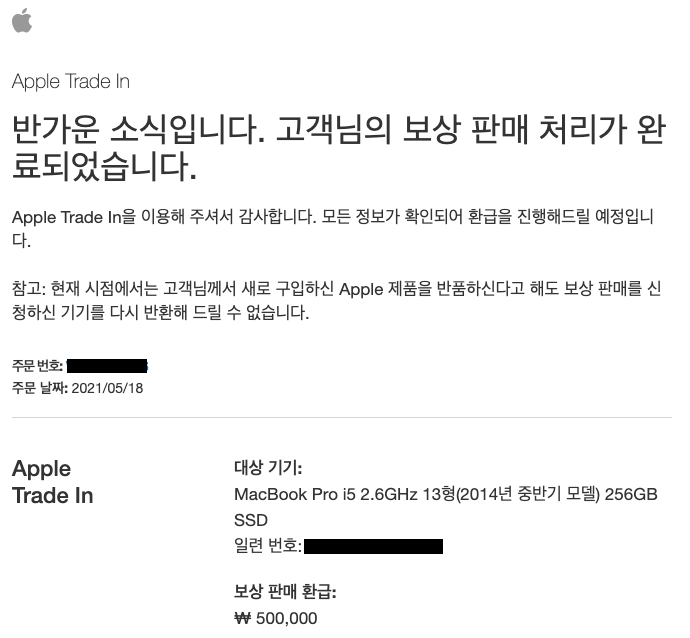 Apple Trade In
반가운 소식입니다. 고객님의 보상 판매 처리가 완
료되었습니다.
Apple Trade In을 이용해 주셔서 감사합니다. 모든 정보가 확인되어 환급을 진행해드릴 예정입니
다.
참고: 현재 시점에서는 고객님께서 새로 구입하신 Apple 제품을 반품하신다고 해도 보상 판매를 신
청하신 기기를 다시 반환해 드릴 수 없습니다.
주문 번호:
주문 날짜: 2021/05/18
Apple
Trade In
대상 기기:
MacBook Pro i5 2.6GHz 13형(2014년 중반기 모델) 256GB
SSD
일련 번호:
보상 판매 환급:
₩ 500,000